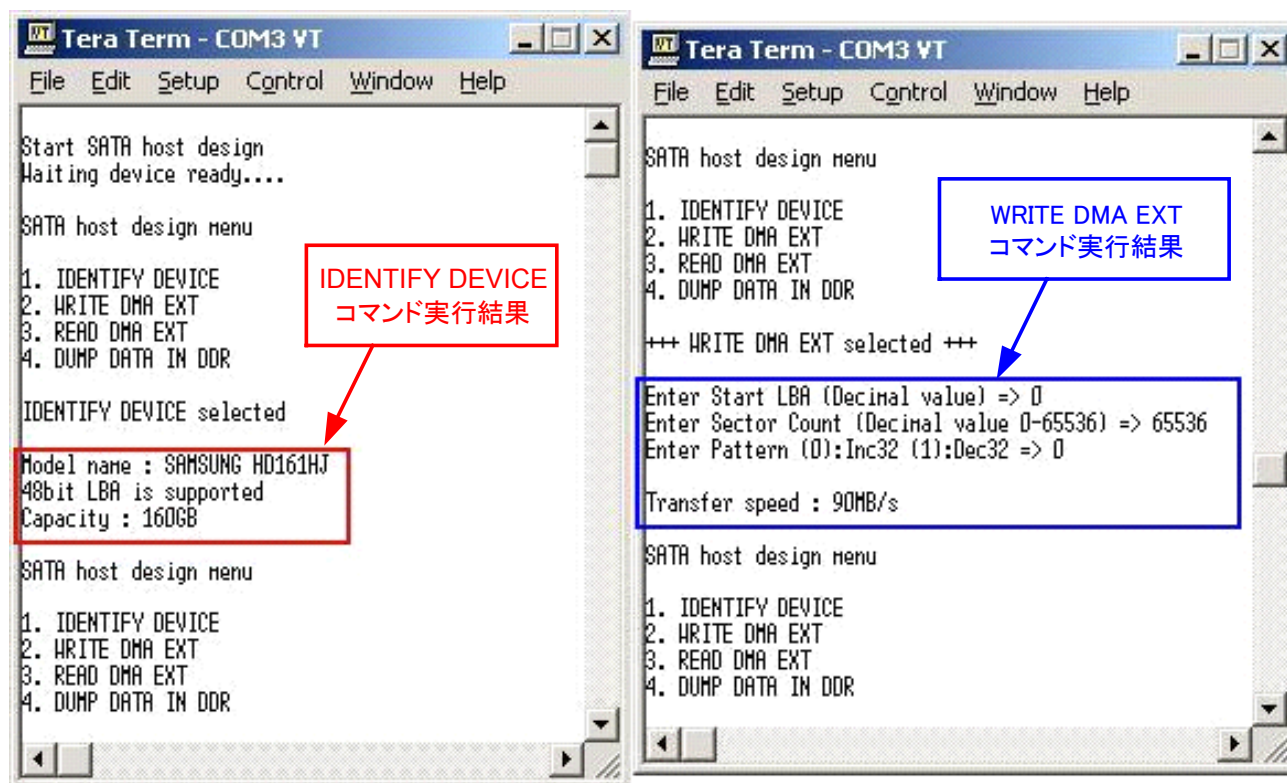 Tera Term - COM3 VT
File Edit Setup Control Window Help
Start SATA host design
Waiting device ready....
SATA host design menu
1. IDENTIFY DEVICE
2. WRITE DMA EXT
3. READ DMA EXT
4. DUMP DATA IN DDR
IDENTIFY DEVICE selected
Model name : SAMSUNG HD161HJ
48bit LBA is supported
Capacity : 160GB
SATA host design menu
1. IDENTIFY DEVICE
2. WRITE DMA EXT
3. READ DMA EXT
4. DUMP DATA IN DDR
IDENTIFY DEVICE
コマンド実行結果
Tera Term - COM3 VT
File Edit Setup Control Window Help
SATA host design menu
1. IDENTIFY DEVICE
2. WRITE DMA EXT
3. READ DMA EXT
4. DUMP DATA IN DDR
+++ WRITE DMA EXT selected +++
Enter Start LBA (Decimal value) => 0
Enter Sector Count (Decimal value 0-65536) => 65536
Enter Pattern (0):Inc32 (1):Dec32 => 0
Transfer speed : 90MB/s
SATA host design menu
1. IDENTIFY DEVICE
2. WRITE DMA EXT
3. READ DMA EXT
4. DUMP DATA IN DDR
WRITE DMA EXT
コマンド実行結果